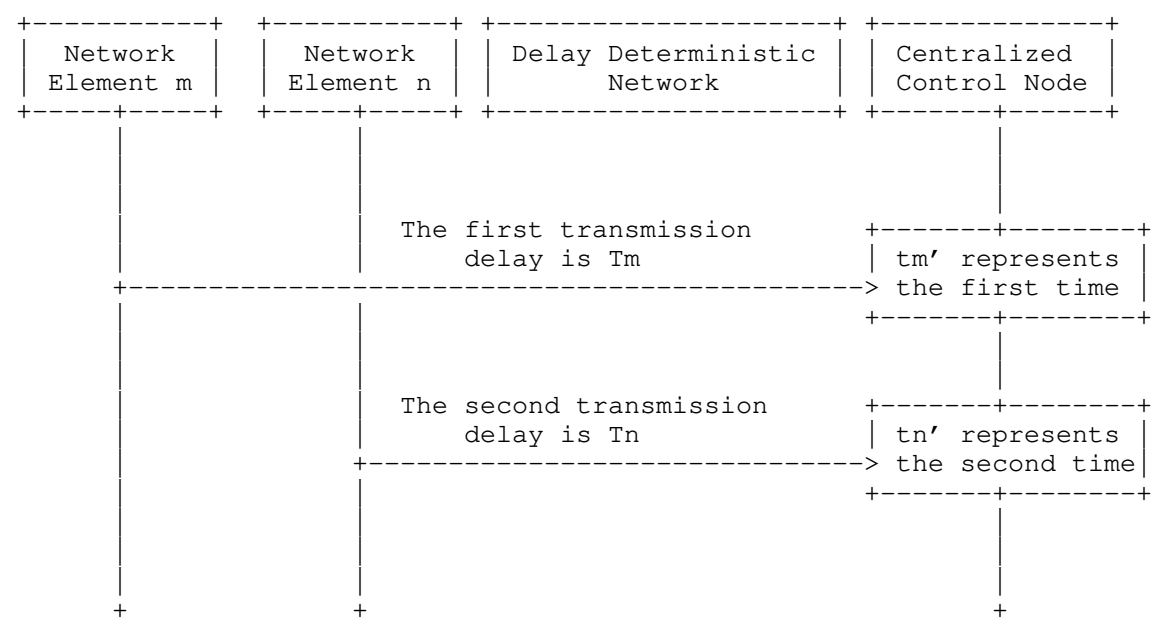 Network Element m
Network Element n
Delay Deterministic Network
Centralized Control Node
The first transmission
delay is Tm
tm' represents
the first time
The second transmission
delay is Tn
tn' represents
the second time